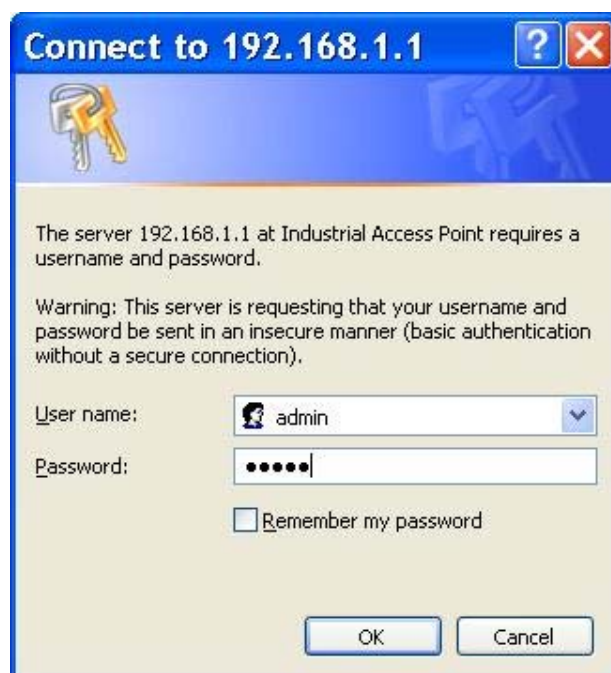 Connect to 192.168.1.1
The server 192.168.1.1 at Industrial Access Point requires a
username and password.
Warning: This server is requesting that your username and
password be sent in an insecure manner (basic authentication
without a secure connection).
User name:
admin
Password:
●●●●●
Remember my password
OK
Cancel